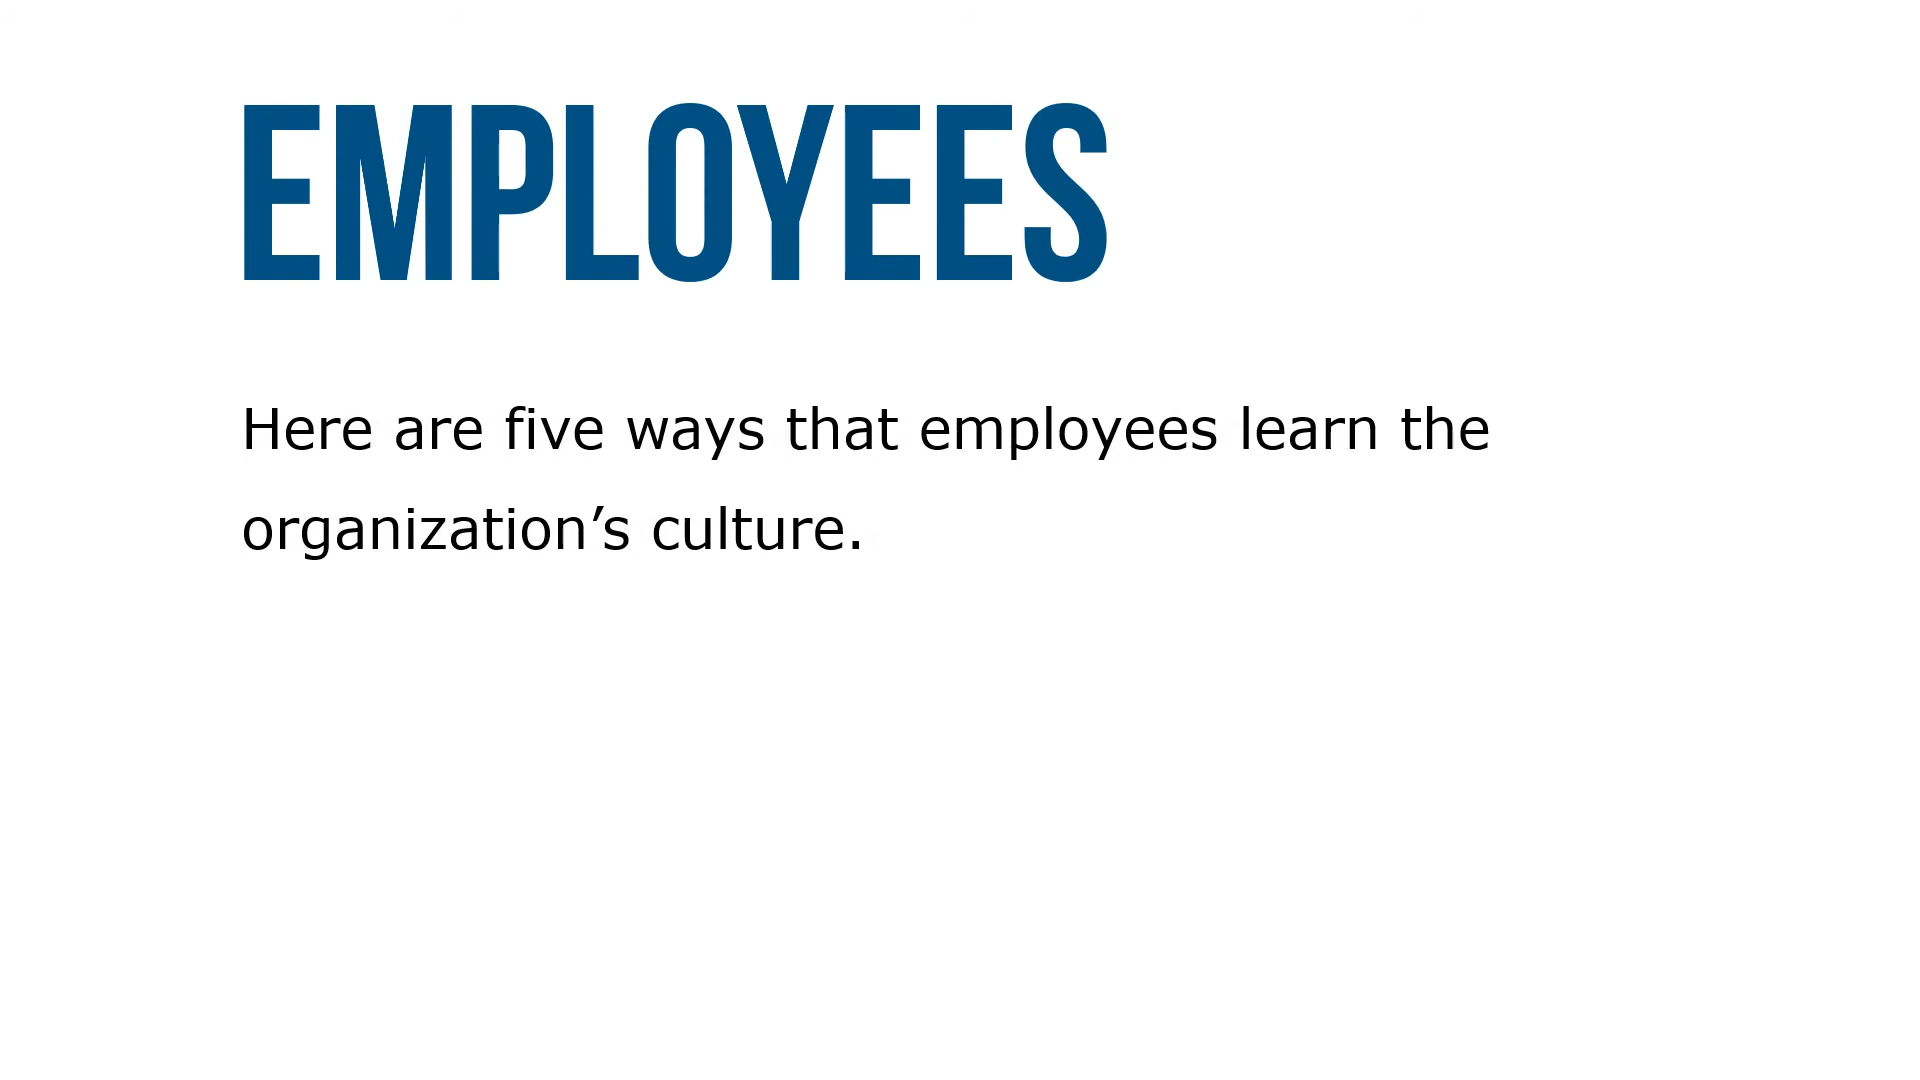 EMPLOYEES
Here are five ways that employees learn the
organization’s culture.